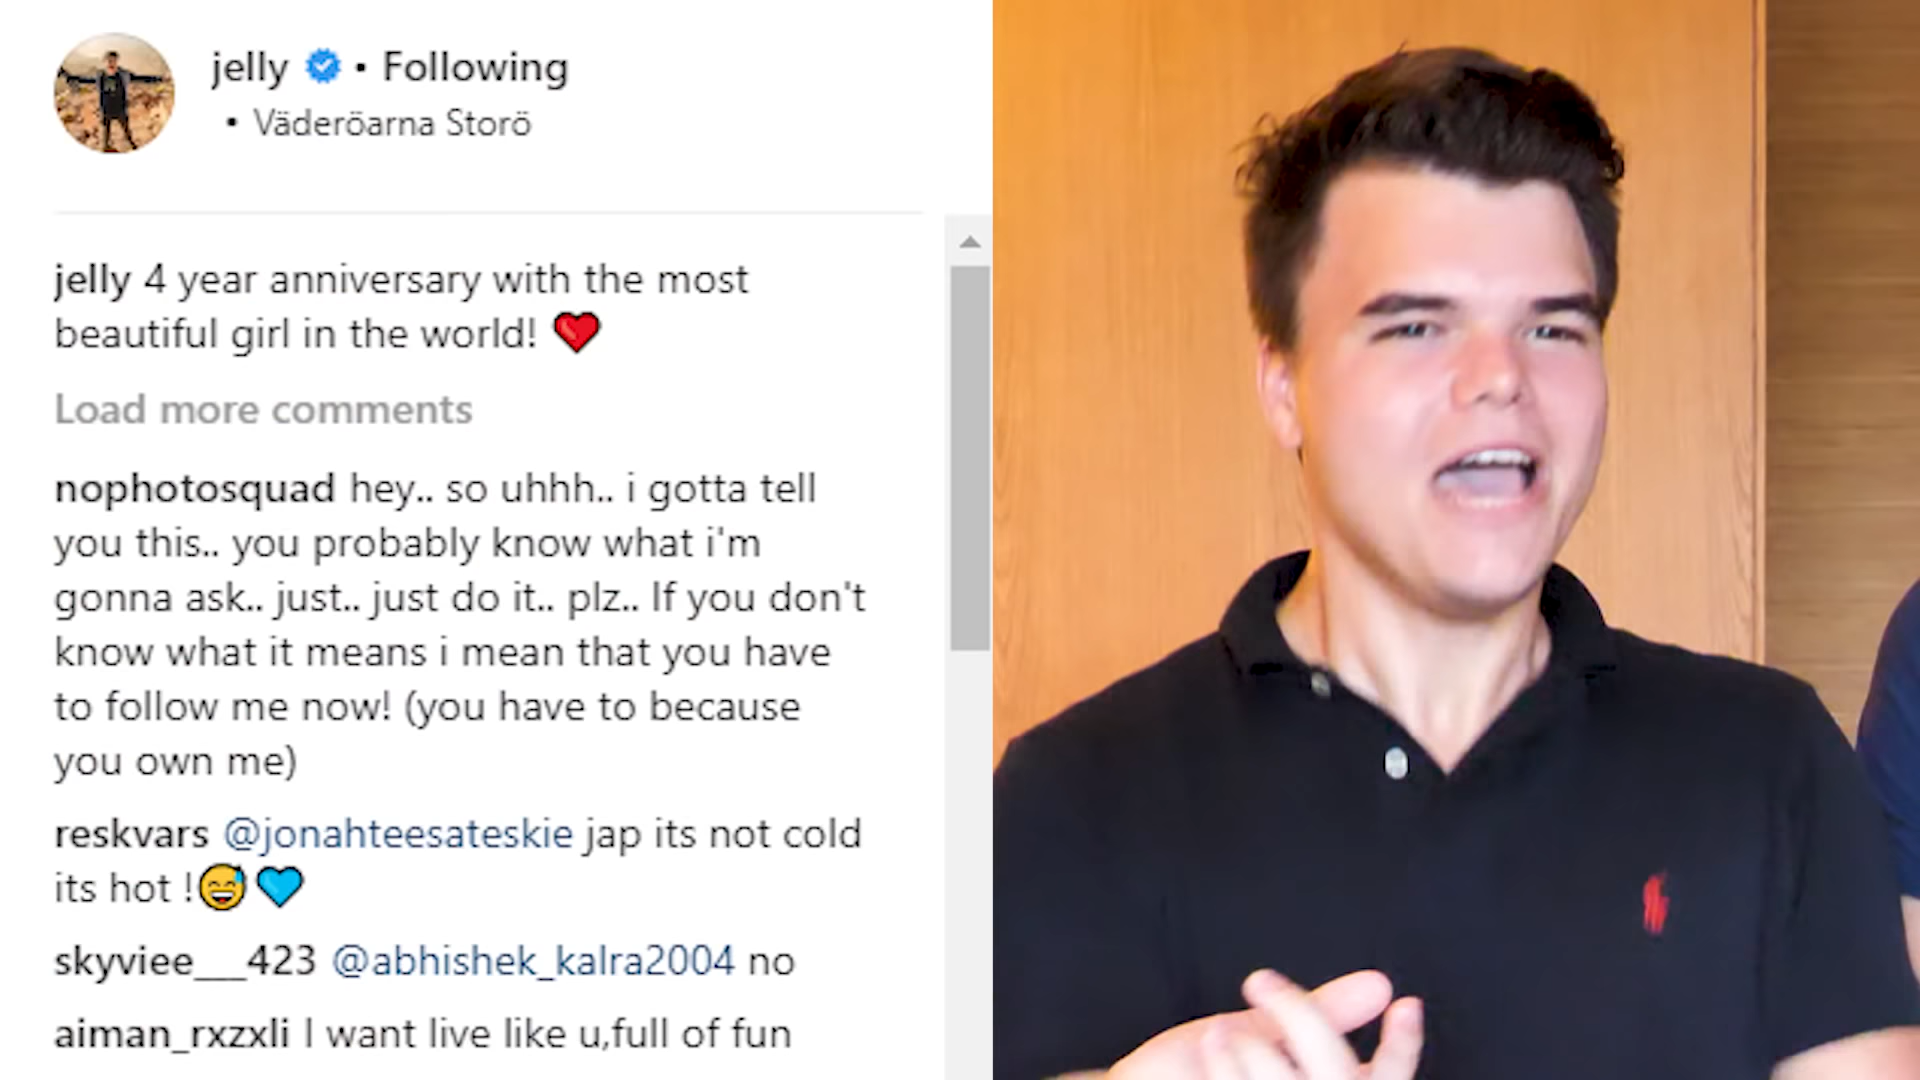 jelly • Following
• Väderöarna Storö
jelly 4 year anniversary with the most
beautiful girl in the world! ❤️
Load more comments
nophotosquad hey.. so uhhh.. i gotta tell
you this.. you probably know what i'm
gonna ask.. just.. just do it.. plz.. If you don't
know what it means i mean that you have
to follow me now! (you have to because
you own me)
reskvars @jonahteesateskie jap its not cold
its hot !😅💙
skyviee___423 @abhishek_kalra2004 no
aiman_rxzxli I want live like u,full of fun